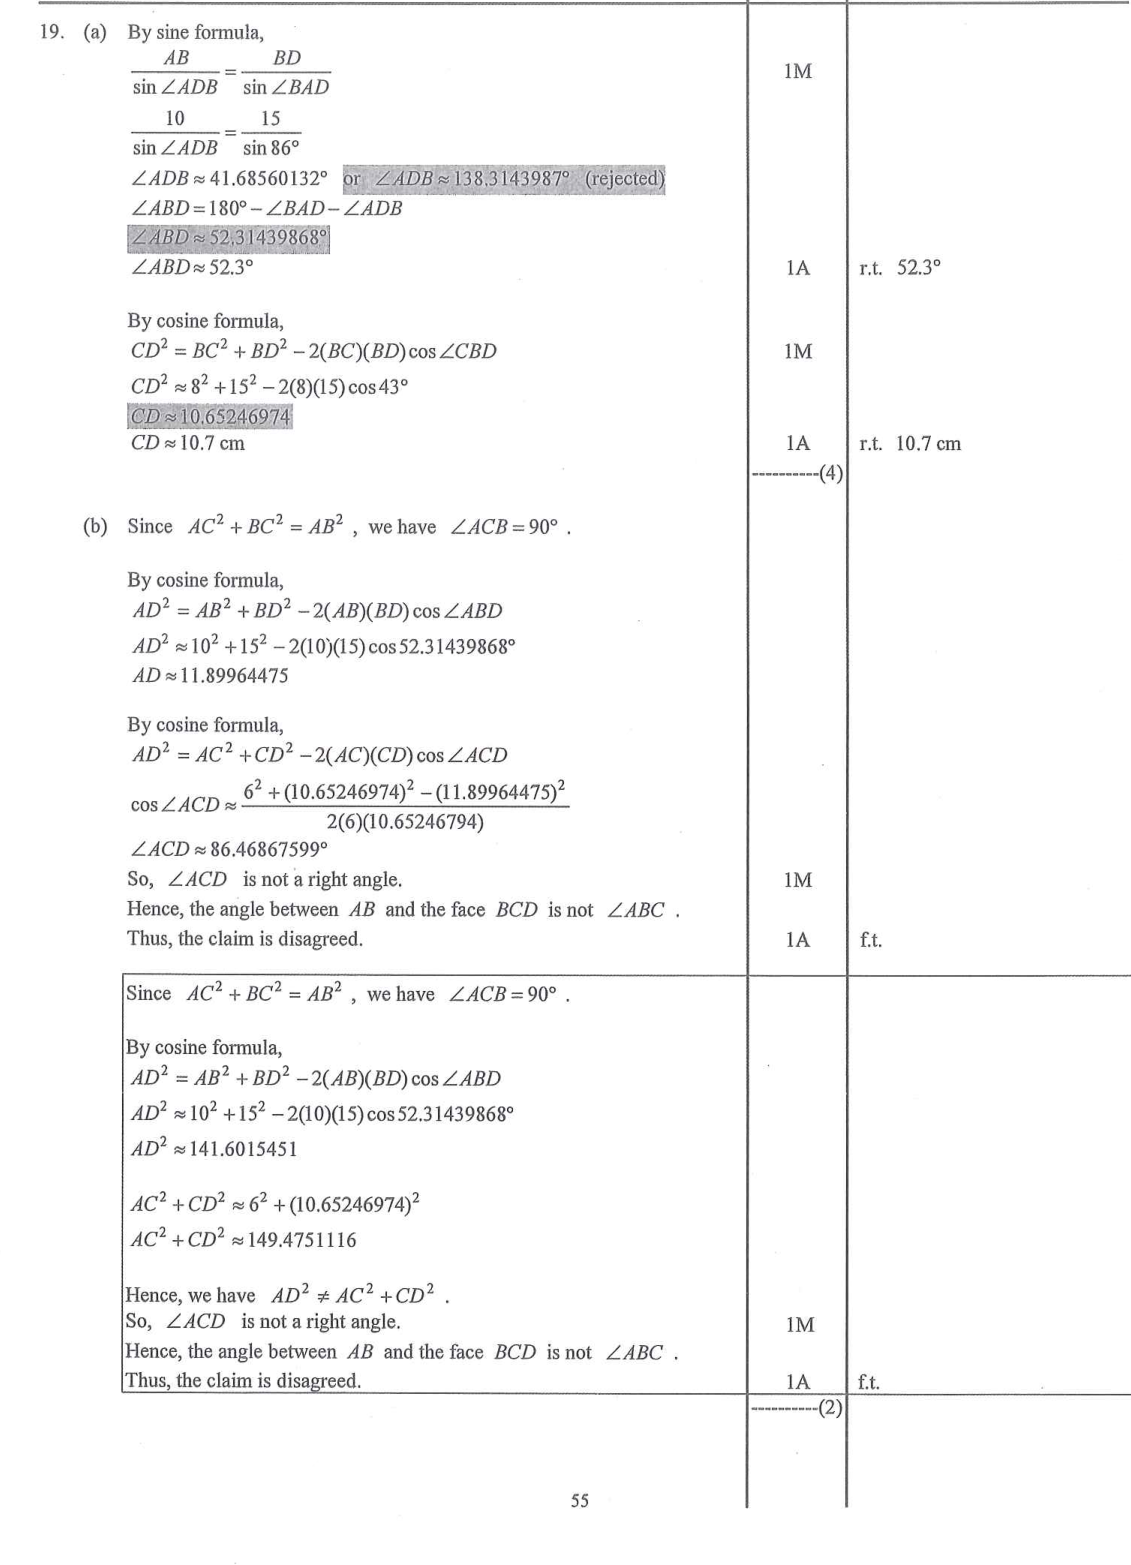 19. (a) By sine formula,
AB/sin ∠ADB = BD/sin ∠BAD 1M
10/sin ∠ADB = 15/sin 86°
∠ADB ≈ 41.68560132° or ∠ADB ≈ 138.3143987° (rejected)
∠ABD = 180° − ∠BAD − ∠ADB
∠ABD ≈ 52.31439868°
∠ABD ≈ 52.3° 1A r.t. 52.3°
By cosine formula,
CD² = BC² + BD² − 2(BC)(BD) cos ∠CBD 1M
CD² ≈ 8² + 15² − 2(8)(15) cos 43°
CD ≈ 10.65246974
CD ≈ 10.7 cm 1A r.t. 10.7 cm
----------(4)
(b) Since AC² + BC² = AB² , we have ∠ACB = 90° .
By cosine formula,
AD² = AB² + BD² − 2(AB)(BD) cos ∠ABD
AD² ≈ 10² + 15² − 2(10)(15) cos 52.31439868°
AD ≈ 11.89964475
By cosine formula,
AD² = AC² + CD² − 2(AC)(CD) cos ∠ACD
cos ∠ACD ≈ 6² + (10.65246974)² − (11.89964475)²
2(6)(10.65246794)
∠ACD ≈ 86.46867599°
So, ∠ACD is not a right angle. 1M
Hence, the angle between AB and the face BCD is not ∠ABC .
Thus, the claim is disagreed. 1A f.t.
Since AC² + BC² = AB² , we have ∠ACB = 90° .
By cosine formula,
AD² = AB² + BD² − 2(AB)(BD) cos ∠ABD
AD² ≈ 10² + 15² − 2(10)(15) cos 52.31439868°
AD² ≈ 141.6015451
AC² + CD² ≈ 6² + (10.65246974)²
AC² + CD² ≈ 149.4751116
Hence, we have AD² ≠ AC² + CD² .
So, ∠ACD is not a right angle. 1M
Hence, the angle between AB and the face BCD is not ∠ABC .
Thus, the claim is disagreed. 1A f.t.
----------(2)
55